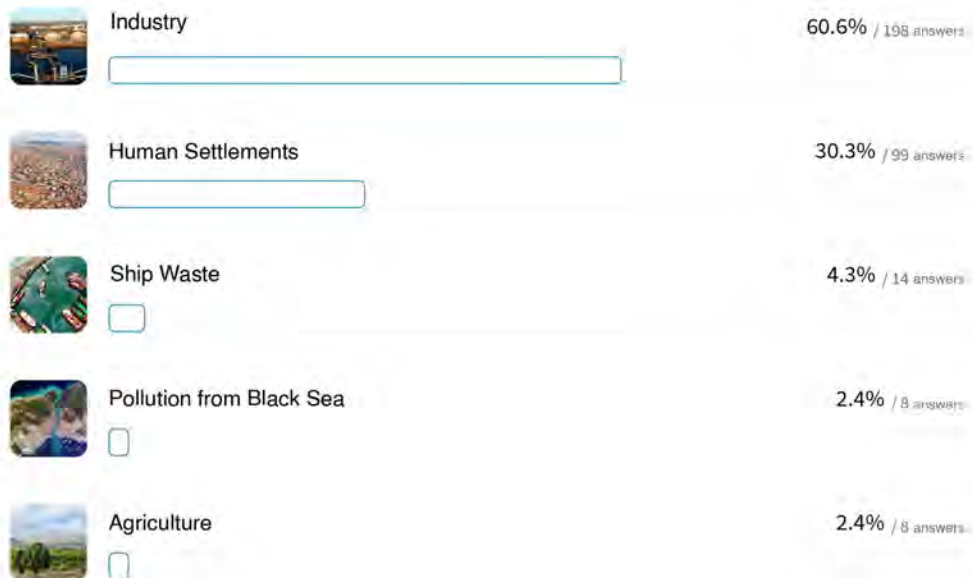 Industry
60.6% / 198 answers
Human Settlements
30.3% / 99 answers
Ship Waste
4.3% / 14 answers
Pollution from Black Sea
2.4% / 8 answers
Agriculture
2.4% / 8 answers